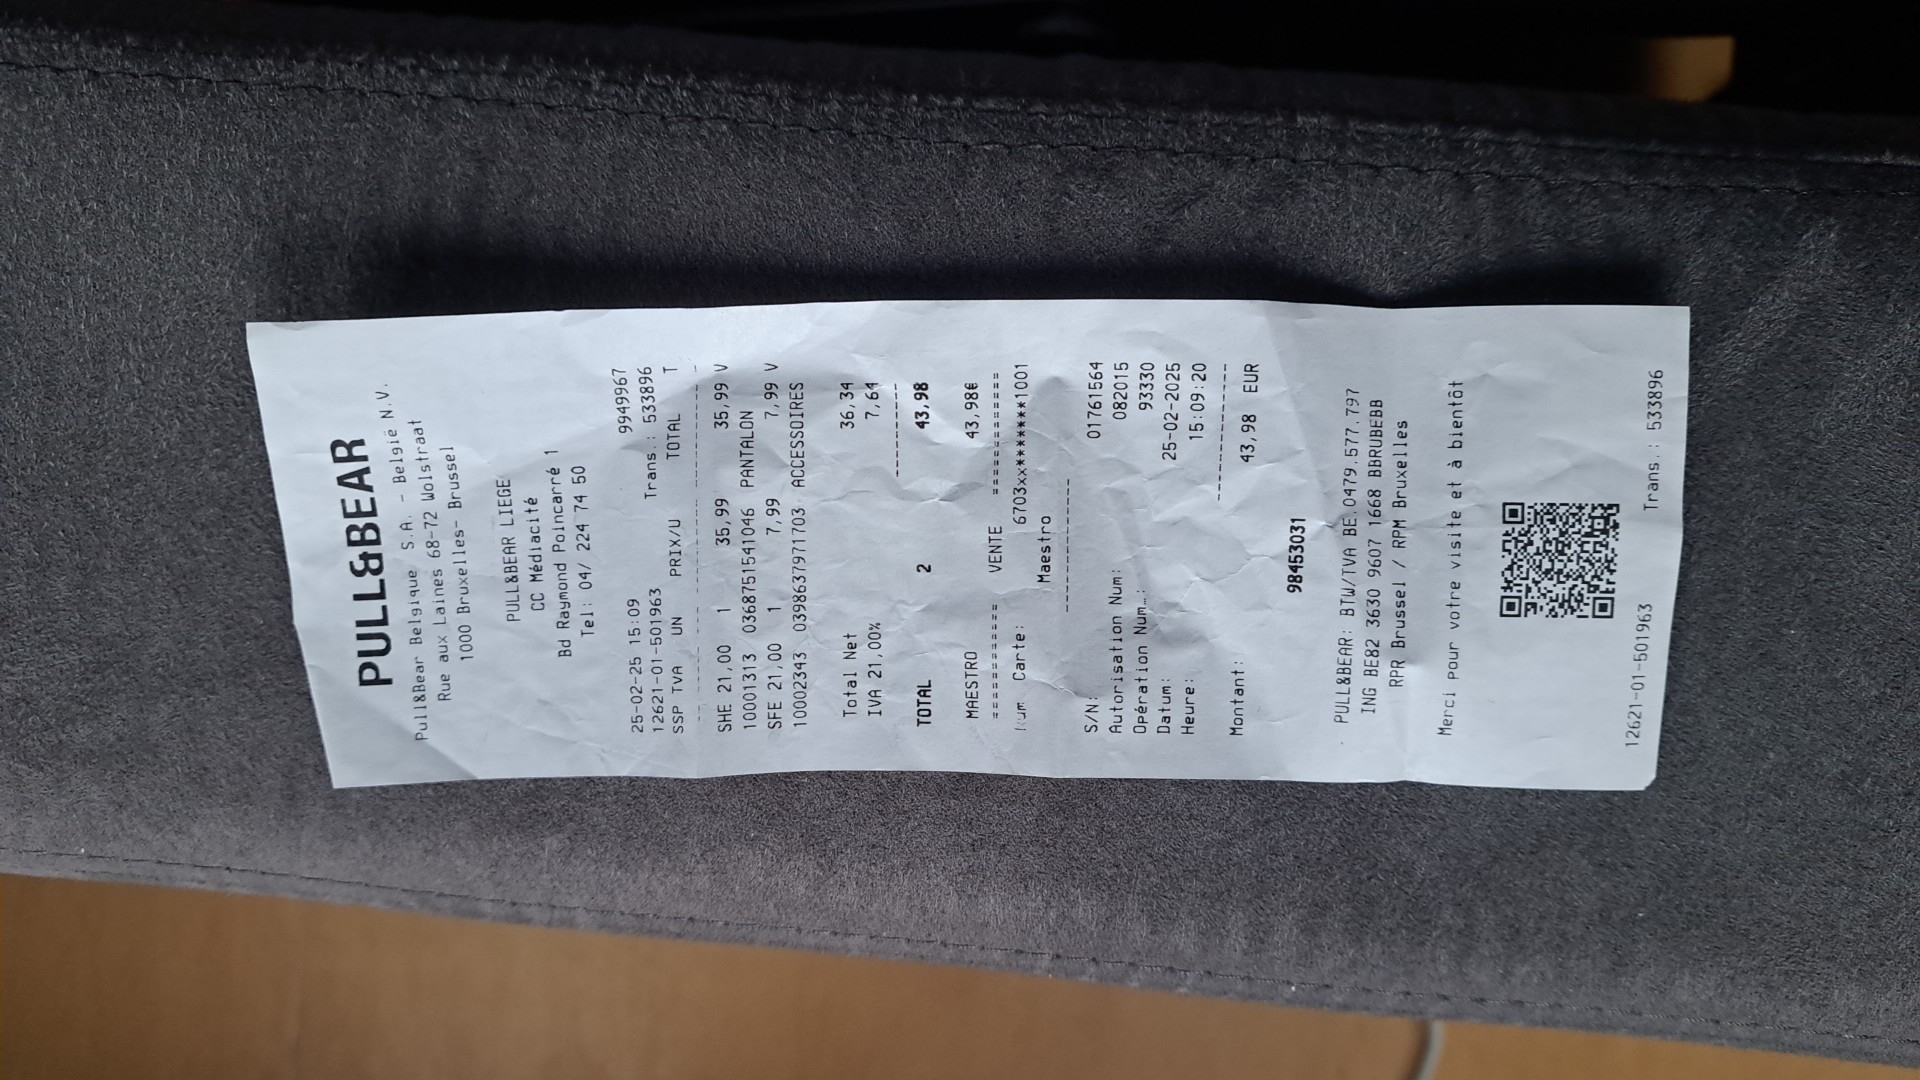 PULL&BEAR
Pull&Bear Belgique S.A. - België N.V.
Rue aux Laines 68-72 Wolstraat
1000 Bruxelles- Brussel
PULL&BEAR LIEGE
CC Médiacité
Bd Raymond Poincarré 1
Tel: 04/ 224 74 50
9949967
25-02-25 15:09
12621-01-501963 Trans.: 533896
SSP TVA UN PRIX/U TOTAL T
SHE 21,00 1 35,99 35,99 V
10001313 0368751541046 PANTALON
SFE 21,00 1 7,99 7,99 V
10002343 0398637971703 ACCESSOIRES
Total Net 36,34
IVA 21,00% 7,64
TOTAL 2 43,98
MAESTRO 43,98€
=========== VENTE ===========
Carte: 6703xx*******1001
Maestro
S/N: 01761564
Autorisation Num: 082015
Opération Num..: 93330
Datum: 25-02-2025
Heure: 15:09:20
Montant: 43,98 EUR
98453031
PULL&BEAR: BTW/TVA BE.0479.577.797
ING BE82 3630 9607 1668 BBRUBEBB
RPR Brussel / RPM Bruxelles
Merci pour votre visite et à bientôt
12621-01-501963 Trans.: 533896